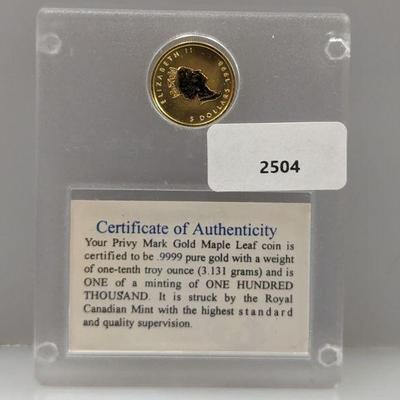 ELIZABETH II 1998
5 DOLLARS
2504
Certificate of Authenticity
Your Privy Mark Gold Maple Leaf coin is
certified to be .9999 pure gold with a weight
of one-tenth troy ounce (3.131 grams) and is
ONE of a minting of ONE HUNDRED
THOUSAND. It is struck by the Royal
Canadian Mint with the highest standard
and quality supervision.